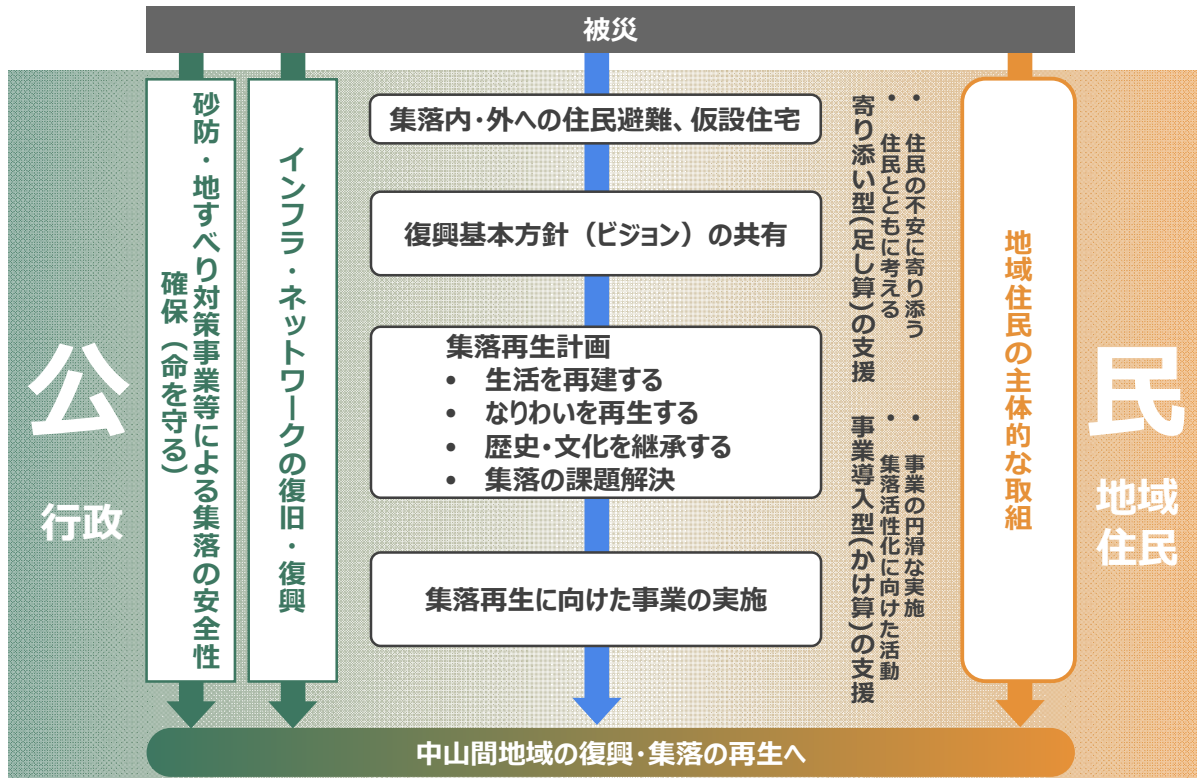 被災
公
行政
砂防・地すべり対策事業等による集落の安全性
確保（命を守る）
インフラ・ネットワークの復旧・復興
集落内・外への住民避難、仮設住宅
復興基本方針（ビジョン）の共有
集落再生計画
• 生活を再建する
• なりわいを再生する
• 歴史・文化を継承する
• 集落の課題解決
集落再生に向けた事業の実施
寄り添い型(足し算)の支援
・ 住民の不安に寄り添う
・ 住民とともに考える
事業導入型(かけ算)の支援
・ 事業の円滑な実施
・ 集落活性化に向けた活動
地域住民の主体的な取組
民
地域
住民
中山間地域の復興・集落の再生へ